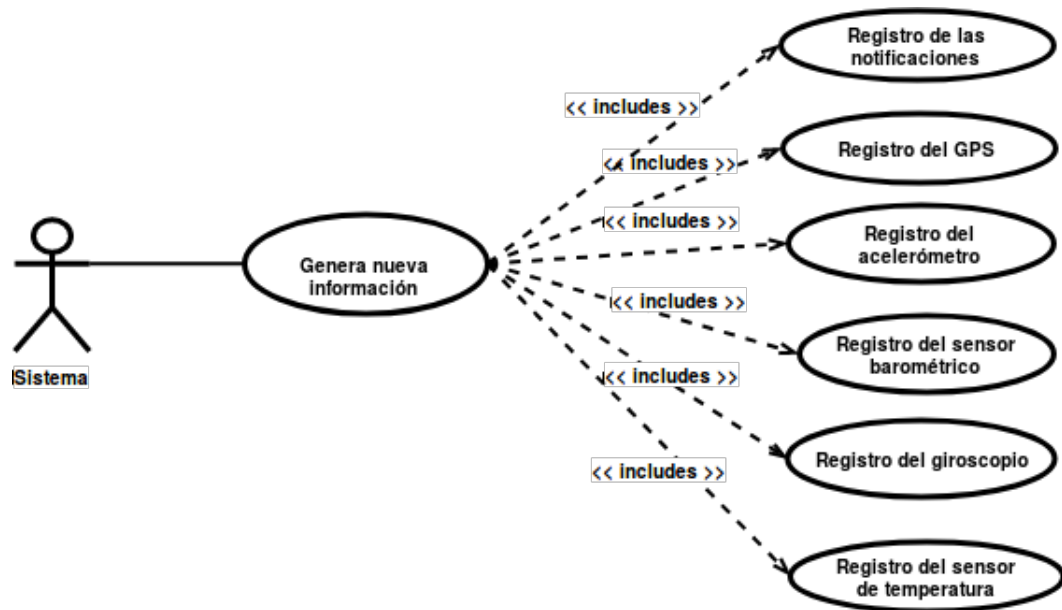 Registro de las
notificaciones
<< includes >>
Registro del GPS
<< includes >>
<< includes >>
Registro del
acelerómetro
Genera nueva
información
<< includes >>
Registro del sensor
barométrico
Sistema
<< includes >>
Registro del giroscopio
<< includes >>
Registro del sensor
de temperatura